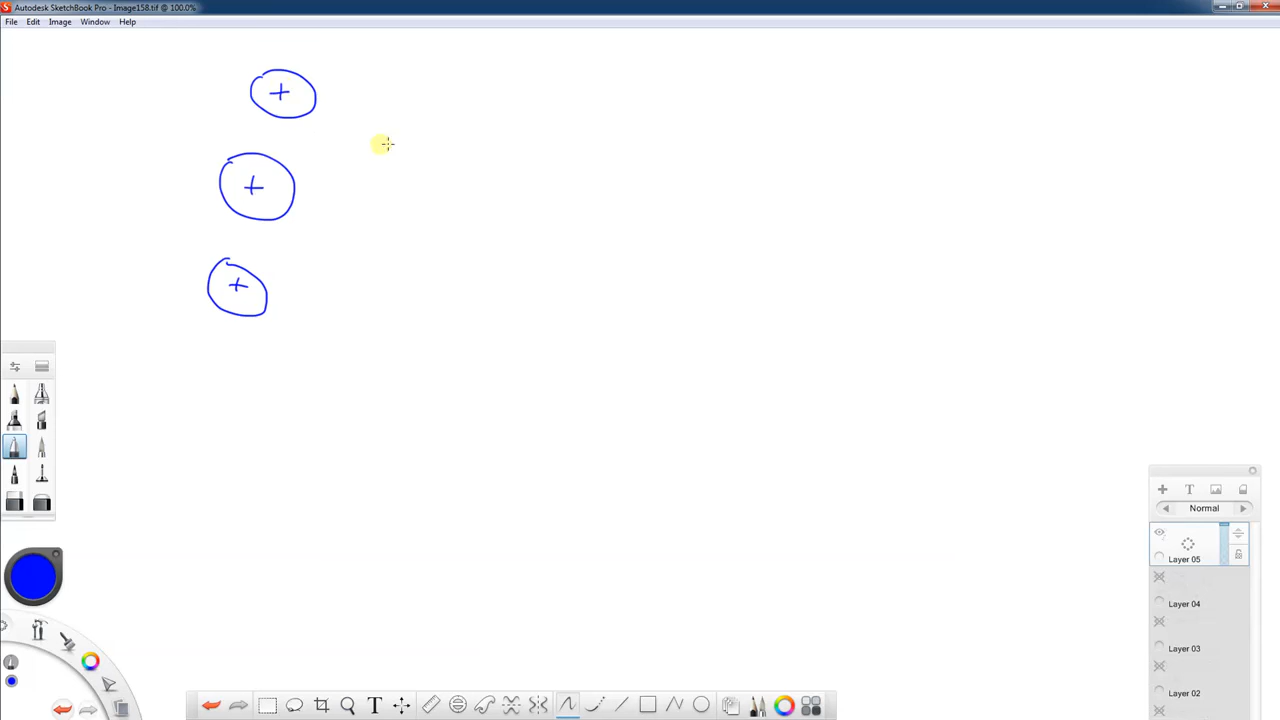 Autodesk SketchBook Pro - Image158.tif @ 100.0%
File Edit Image Window Help
+
+
+
T
Normal
Layer 05
Layer 04
Layer 03
Layer 02
T